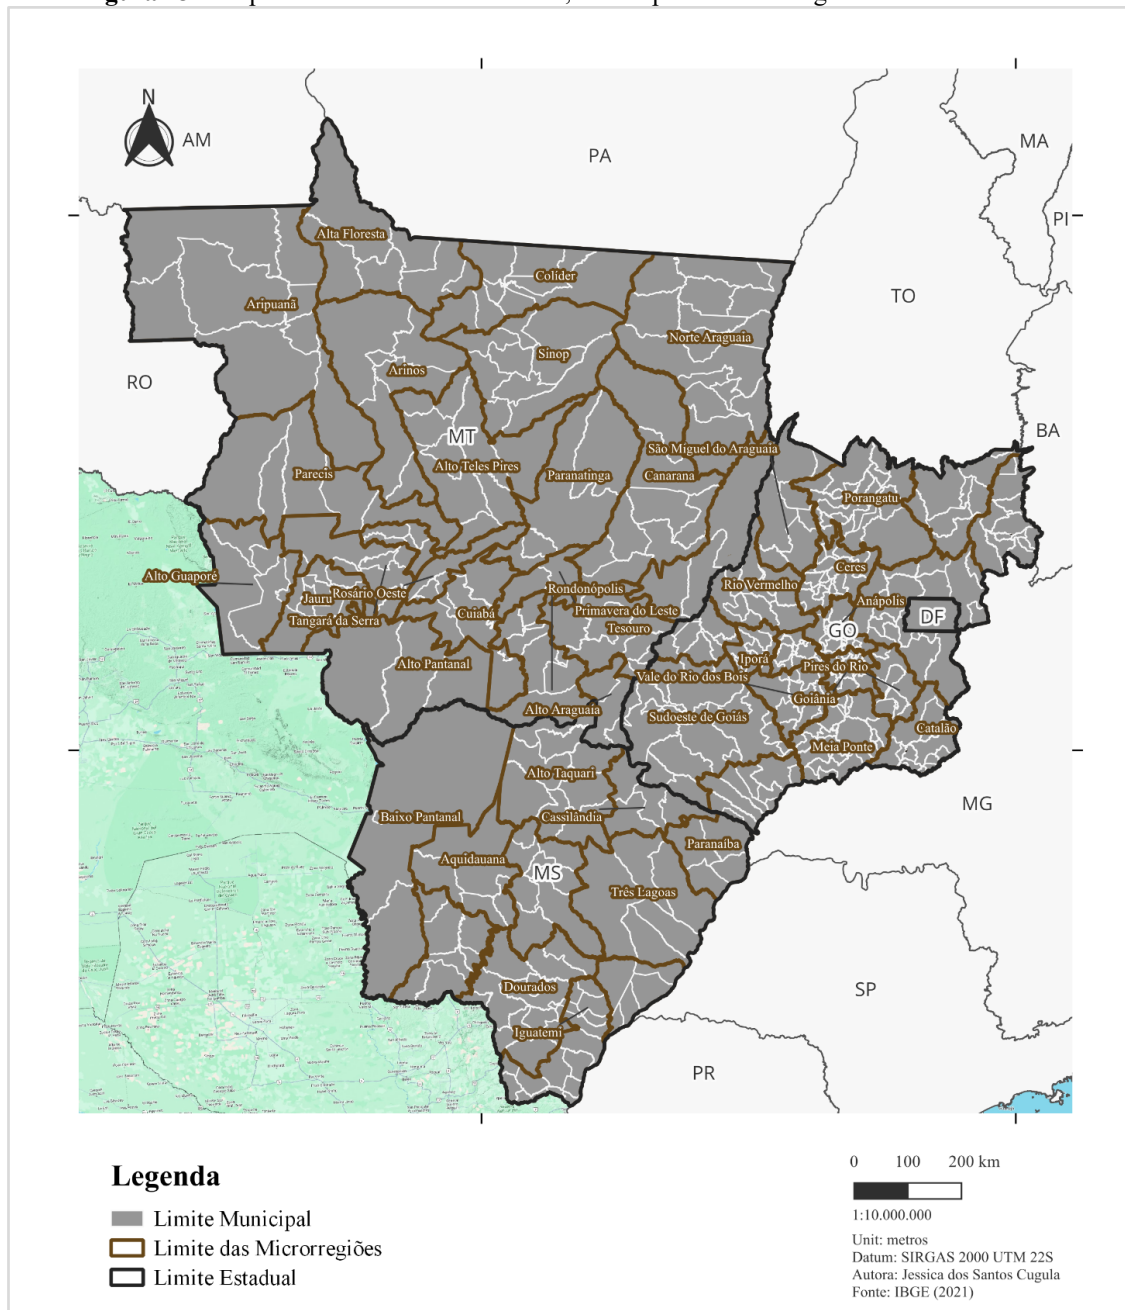 N
AM
PA
MA
PI
TO
BA
RO
Alta Floresta
Colíder
Aripuanã
Norte Araguaia
Sinop
Arinos
MT
São Miguel do Araguaia
Alto Teles Pires
Parecis
Paranatinga
Canarana
Porangatu
Ceres
Alto Guaporé
Rio Vermelho
Rondonópolis
Jauru
Rosário Oeste
Anápolis
Cuiabá
Primavera do Leste
DF
Tangará da Serra
Tesouro
GO
Iporá
Alto Pantanal
Pires do Rio
Vale do Rio dos Bois
Goiânia
Alto Araguaia
Sudoeste de Goiás
Catalão
Meia Ponte
Alto Taquari
MG
Baixo Pantanal
Cassilândia
Paranaíba
Aquidauana
MS
Três Lagoas
Dourados
SP
Iguatemi
PR
Legenda
Limite Municipal
Limite das Microrregiões
Limite Estadual
0 100 200 km
1:10.000.000
Unit: metros
Datum: SIRGAS 2000 UTM 22S
Autora: Jessica dos Santos Cugula
Fonte: IBGE (2021)